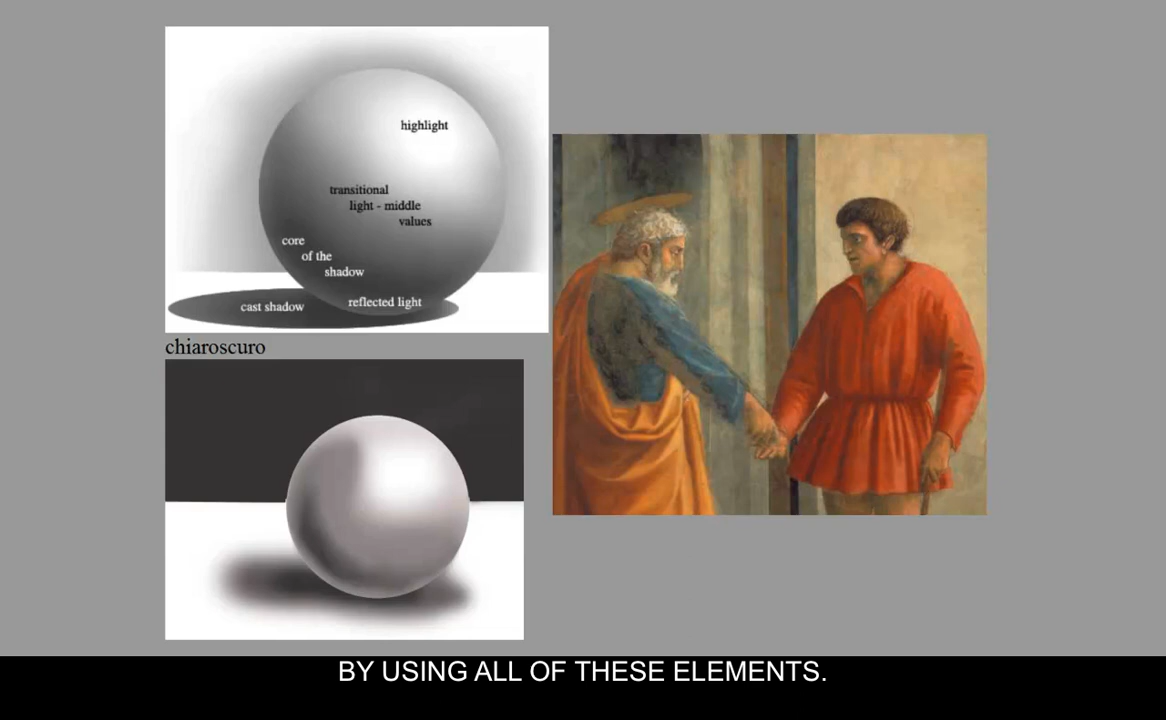 highlight
transitional
light - middle
values
core
of the
shadow
cast shadow
reflected light
chiaroscuro
BY USING ALL OF THESE ELEMENTS.